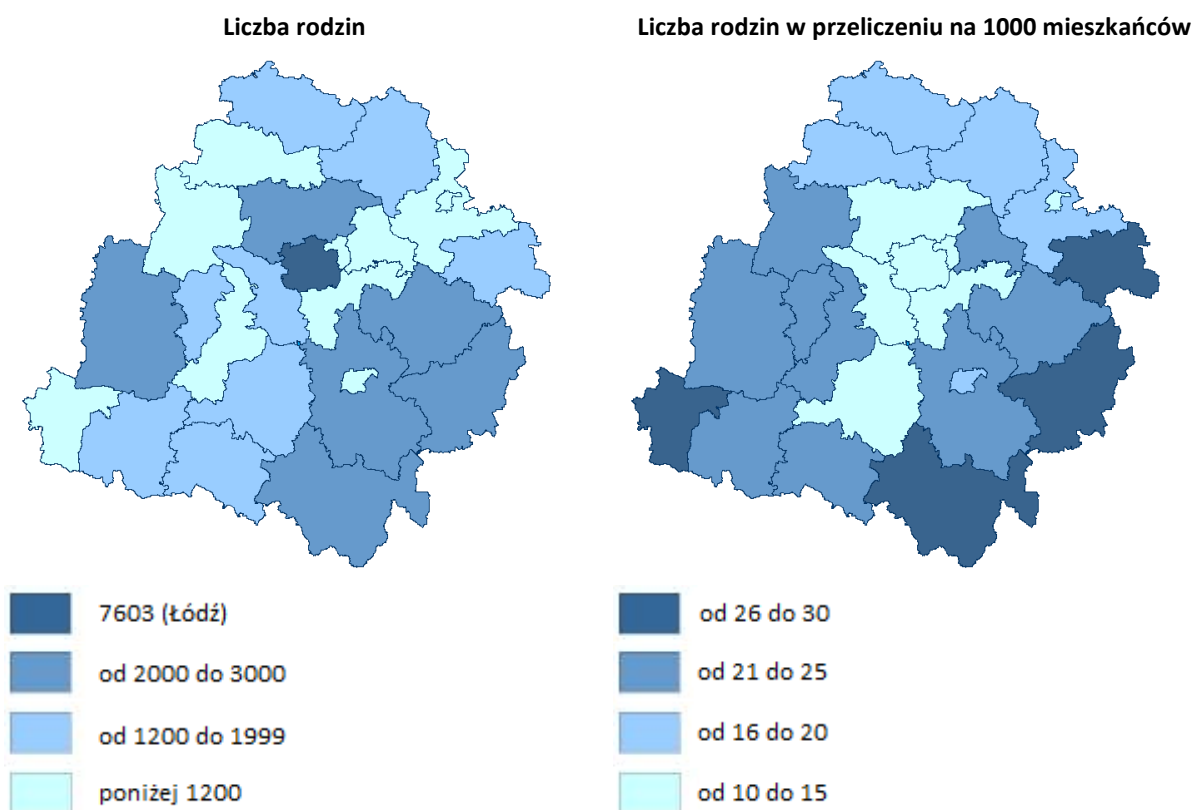 Liczba rodzin
Liczba rodzin w przeliczeniu na 1000 mieszkańców
7603 (Łódź)
od 2000 do 3000
od 1200 do 1999
poniżej 1200
od 26 do 30
od 21 do 25
od 16 do 20
od 10 do 15